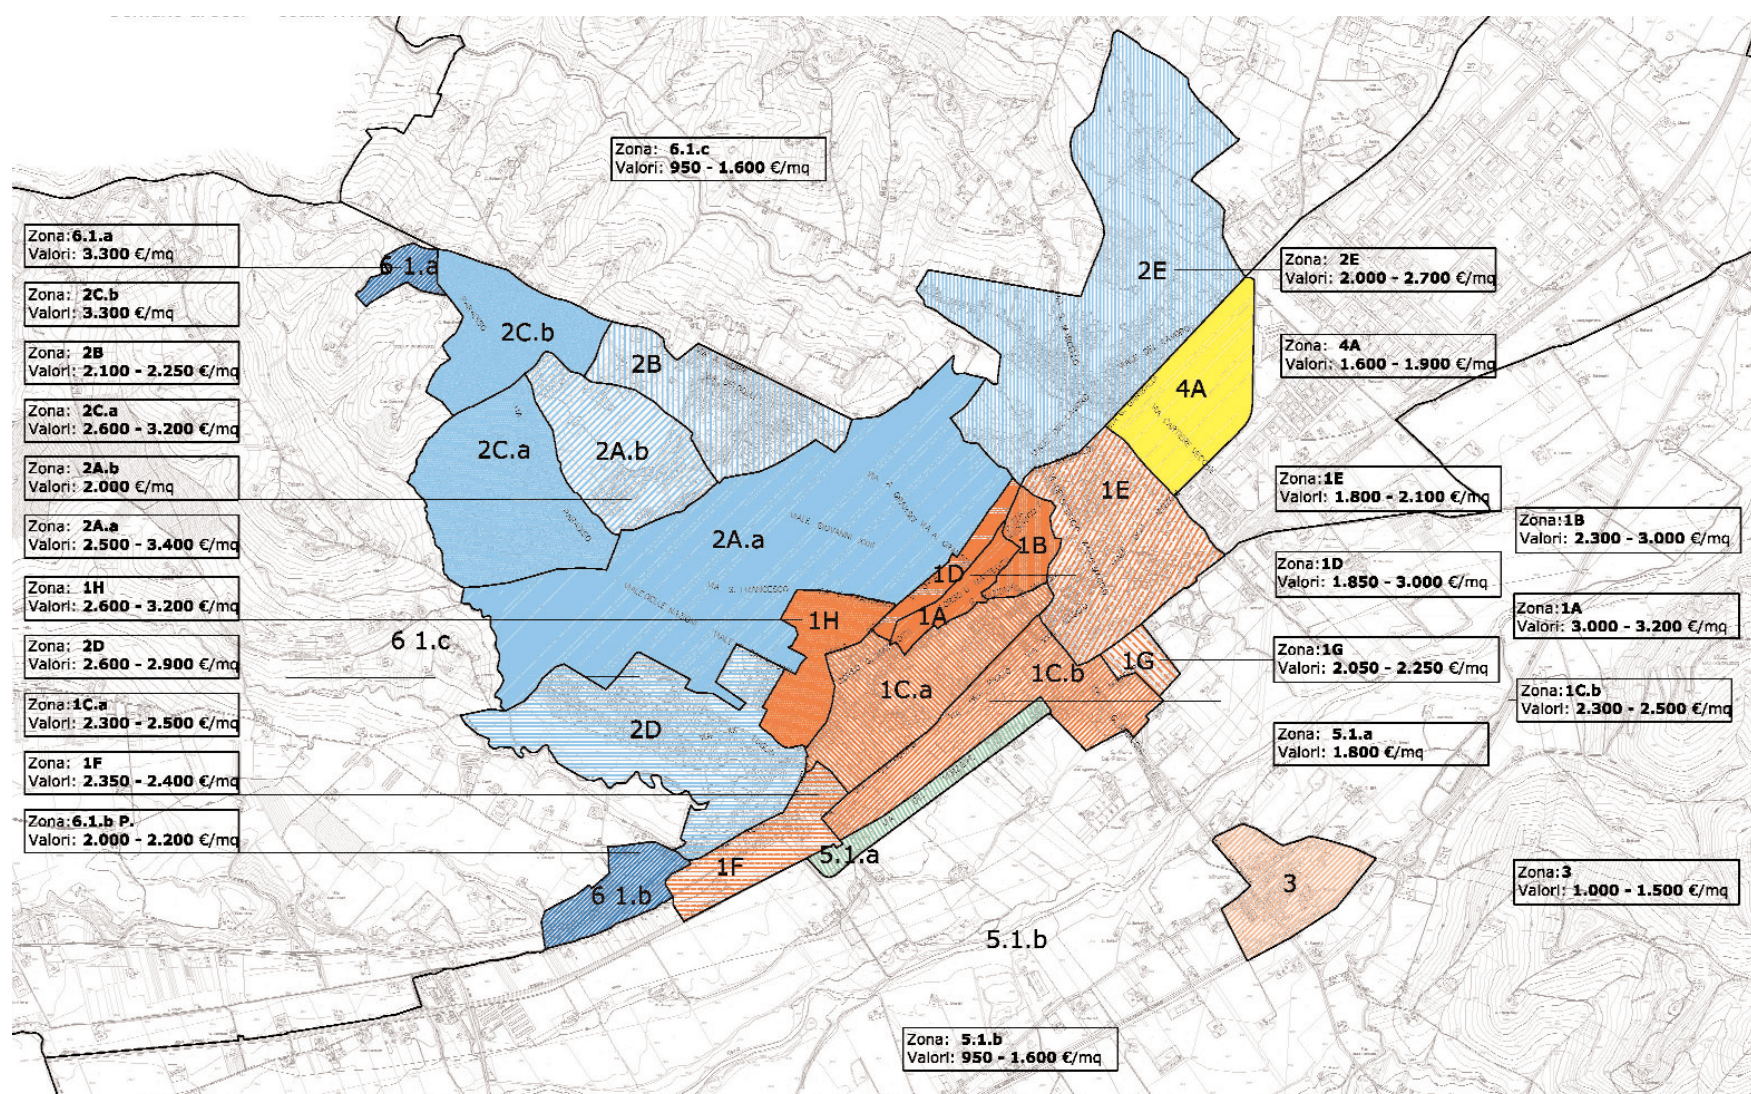 Zona: 6.1.c
Valori: 950 - 1.600 €/mq
Zona:6.1.a
Valori: 3.300 €/mq
Zona: 2C.b
Valori: 3.300 €/mq
Zona: 2B
Valori: 2.100 - 2.250 €/mq
Zona: 2C.a
Valori: 2.600 - 3.200 €/mq
Zona: 2A.b
Valori: 2.000 €/mq
Zona: 2A.a
Valori: 2.500 - 3.400 €/mq
Zona: 1H
Valori: 2.600 - 3.200 €/mq
Zona: 2D
Valori: 2.600 - 2.900 €/mq
Zona:1C.a
Valori: 2.300 - 2.500 €/mq
Zona: 1F
Valori: 2.350 - 2.400 €/mq
Zona:6.1.b P.
Valori: 2.000 - 2.200 €/mq
6 1.a
2C.b
2B
2C.a
2A.b
2A.a
2E
4A
1E
1B
1D
1A
1H
1C.a
1C.b
1G
2D
1F
6 1.b
6 1.c
5.1.a
5.1.b
3
VIALE GIOVANNI XXIII
VIA S. FRANCESCO
VIALE DEL LAVORO
Zona: 2E
Valori: 2.000 - 2.700 €/mq
Zona: 4A
Valori: 1.600 - 1.900 €/mq
Zona:1E
Valori: 1.800 - 2.100 €/mq
Zona:1B
Valori: 2.300 - 3.000 €/mq
Zona:1D
Valori: 1.850 - 3.000 €/mq
Zona:1A
Valori: 3.000 - 3.200 €/mq
Zona:1G
Valori: 2.050 - 2.250 €/mq
Zona:1C.b
Valori: 2.300 - 2.500 €/mq
Zona: 5.1.a
Valori: 1.800 €/mq
Zona:3
Valori: 1.000 - 1.500 €/mq
Zona: 5.1.b
Valori: 950 - 1.600 €/mq